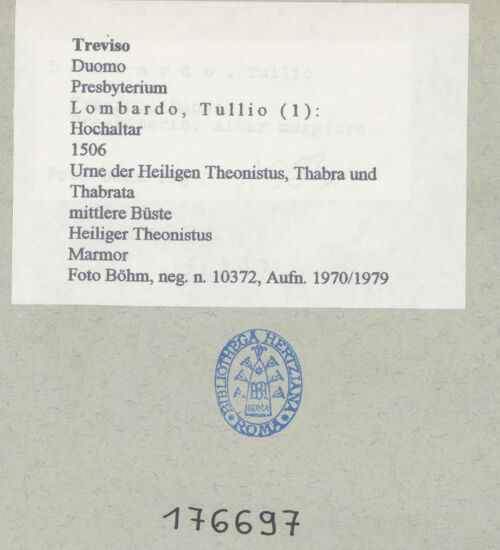 Treviso
Duomo
Presbyterium
Lombardo, Tullio (1):
Hochaltar
1506
Urne der Heiligen Theonistus, Thabra und
Thabrata
mittlere Büste
Heiliger Theonistus
Marmor
Foto Böhm, neg. n. 10372, Aufn. 1970/1979
BIBLIOTHECA HERTZIANA
ROMA
ROMA
176697